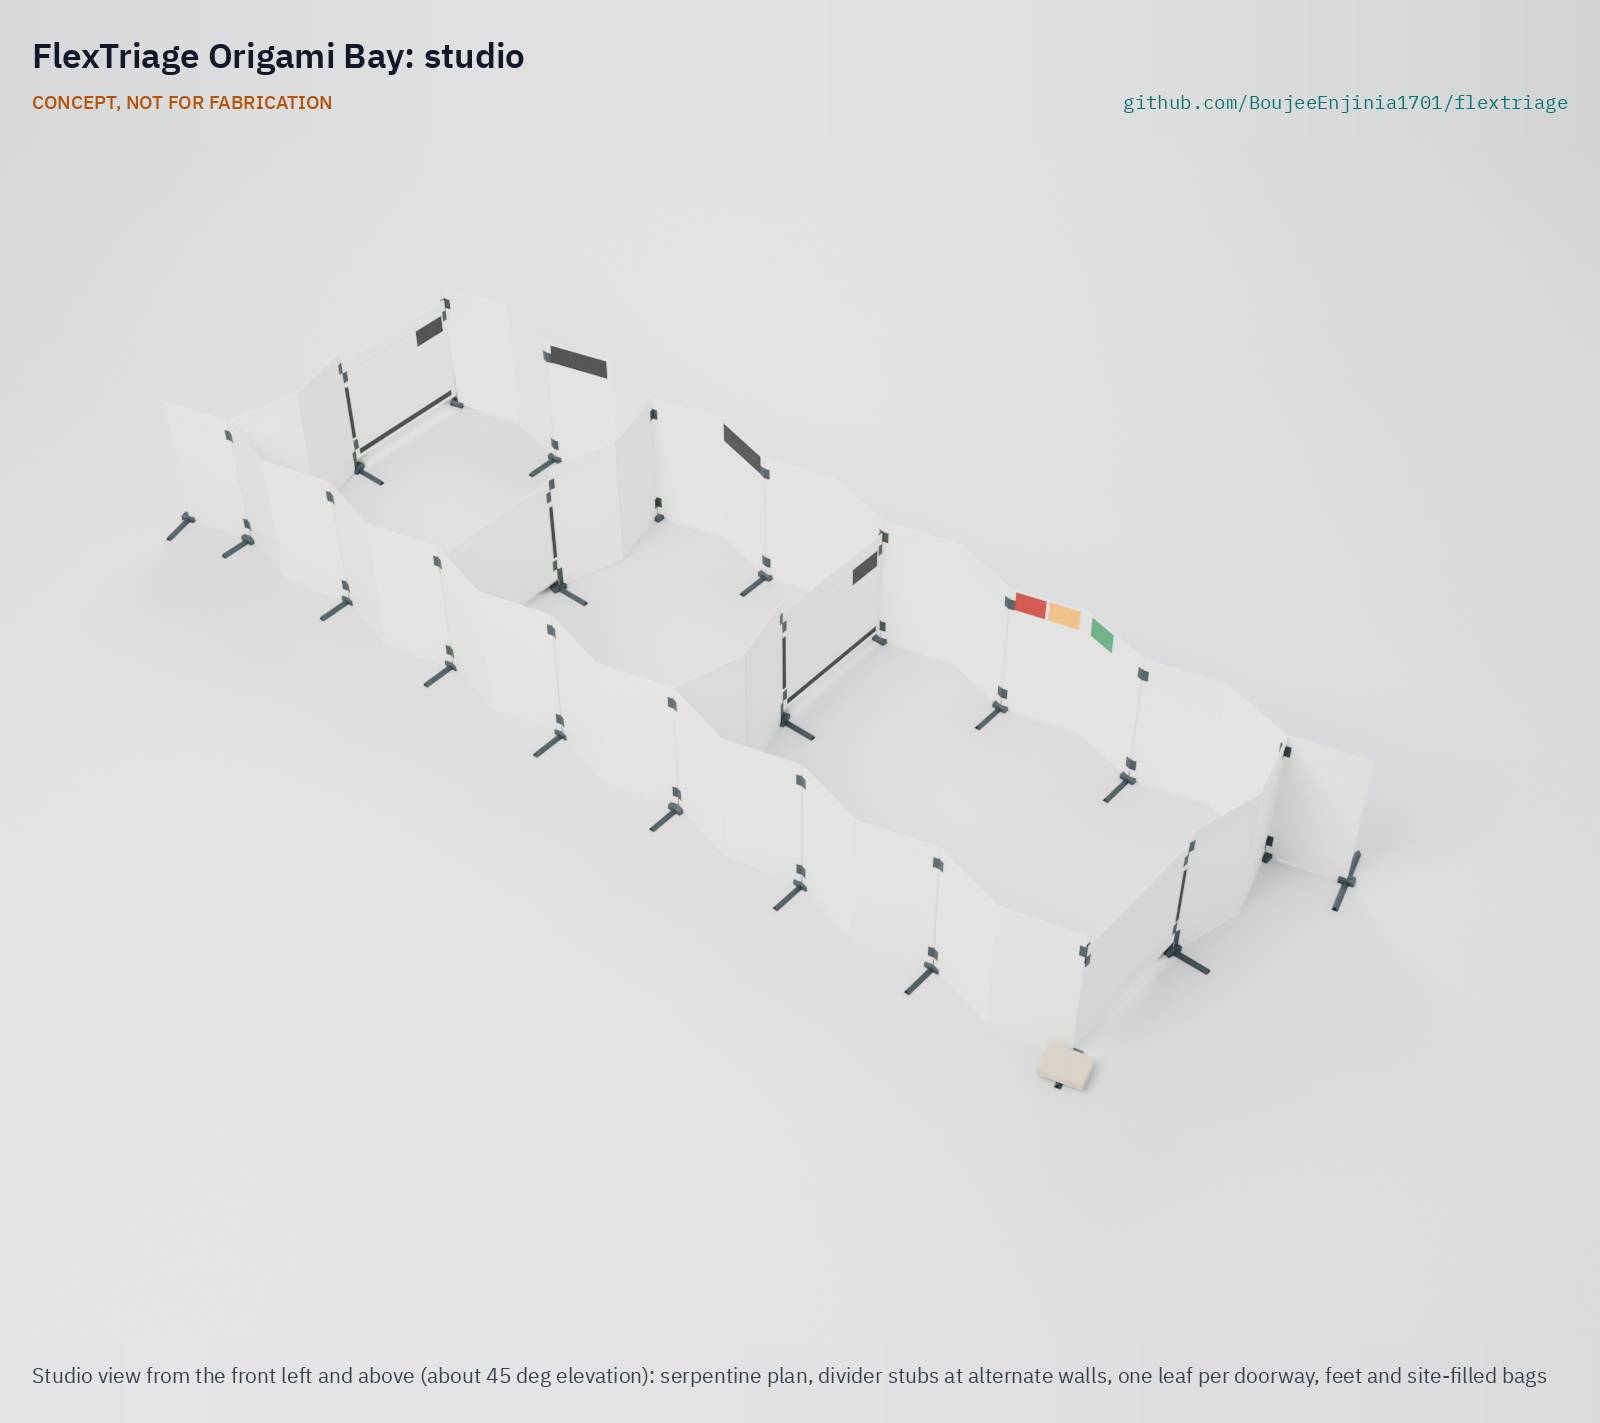 FlexTriage Origami Bay: studio
CONCEPT, NOT FOR FABRICATION
github.com/BoujeeEnjinia1701/flextriage
Studio view from the front left and above (about 45 deg elevation): serpentine plan, divider stubs at alternate walls, one leaf per doorway, feet and site-filled bags